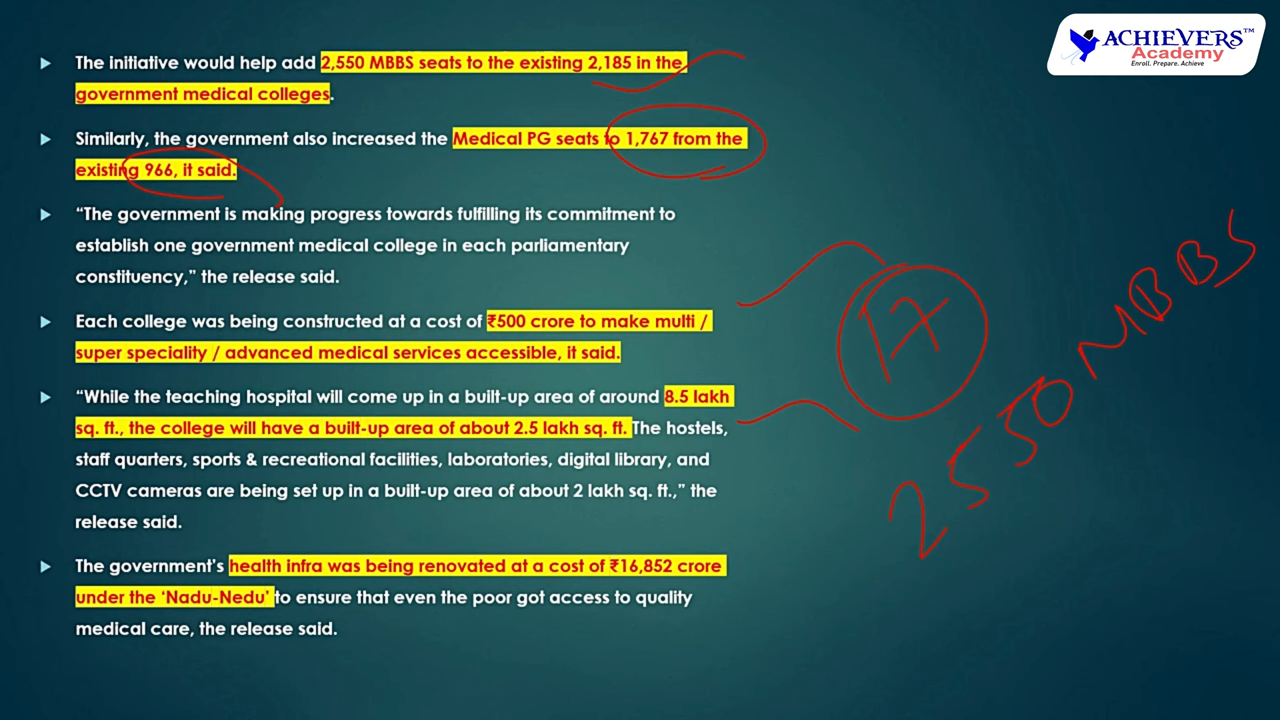 ACHIEVERS™
Academy
Enroll. Prepare. Achieve
The initiative would help add 2,550 MBBS seats to the existing 2,185 in the
government medical colleges.
Similarly, the government also increased the Medical PG seats to 1,767 from the
existing 966, it said.
“The government is making progress towards fulfilling its commitment to
establish one government medical college in each parliamentary
constituency,” the release said.
Each college was being constructed at a cost of ₹500 crore to make multi /
super speciality / advanced medical services accessible, it said.
“While the teaching hospital will come up in a built-up area of around 8.5 lakh
sq. ft., the college will have a built-up area of about 2.5 lakh sq. ft. The hostels,
staff quarters, sports & recreational facilities, laboratories, digital library, and
CCTV cameras are being set up in a built-up area of about 2 lakh sq. ft.,” the
release said.
The government’s health infra was being renovated at a cost of ₹16,852 crore
under the ‘Nadu-Nedu’ to ensure that even the poor got access to quality
medical care, the release said.
17
2550 MBBS